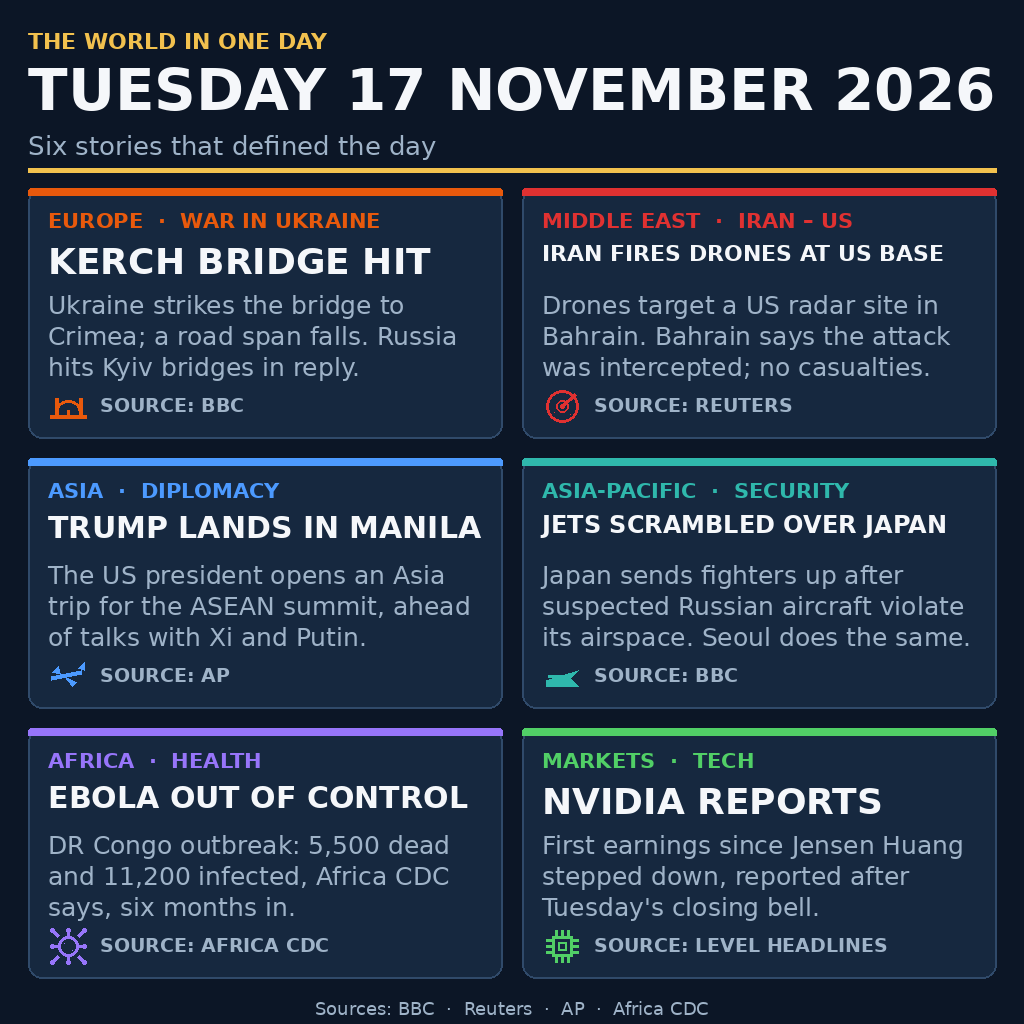 THE WORLD IN ONE DAY
TUESDAY 17 NOVEMBER 2026
Six stories that defined the day
EUROPE · WAR IN UKRAINE
KERCH BRIDGE HIT
Ukraine strikes the bridge to
Crimea; a road span falls. Russia
hits Kyiv bridges in reply.
SOURCE: BBC
MIDDLE EAST · IRAN – US
IRAN FIRES DRONES AT US BASE
Drones target a US radar site in
Bahrain. Bahrain says the attack
was intercepted; no casualties.
SOURCE: REUTERS
ASIA · DIPLOMACY
TRUMP LANDS IN MANILA
The US president opens an Asia
trip for the ASEAN summit, ahead
of talks with Xi and Putin.
SOURCE: AP
ASIA-PACIFIC · SECURITY
JETS SCRAMBLED OVER JAPAN
Japan sends fighters up after
suspected Russian aircraft violate
its airspace. Seoul does the same.
SOURCE: BBC
AFRICA · HEALTH
EBOLA OUT OF CONTROL
DR Congo outbreak: 5,500 dead
and 11,200 infected, Africa CDC
says, six months in.
SOURCE: AFRICA CDC
MARKETS · TECH
NVIDIA REPORTS
First earnings since Jensen Huang
stepped down, reported after
Tuesday's closing bell.
SOURCE: LEVEL HEADLINES
Sources: BBC · Reuters · AP · Africa CDC